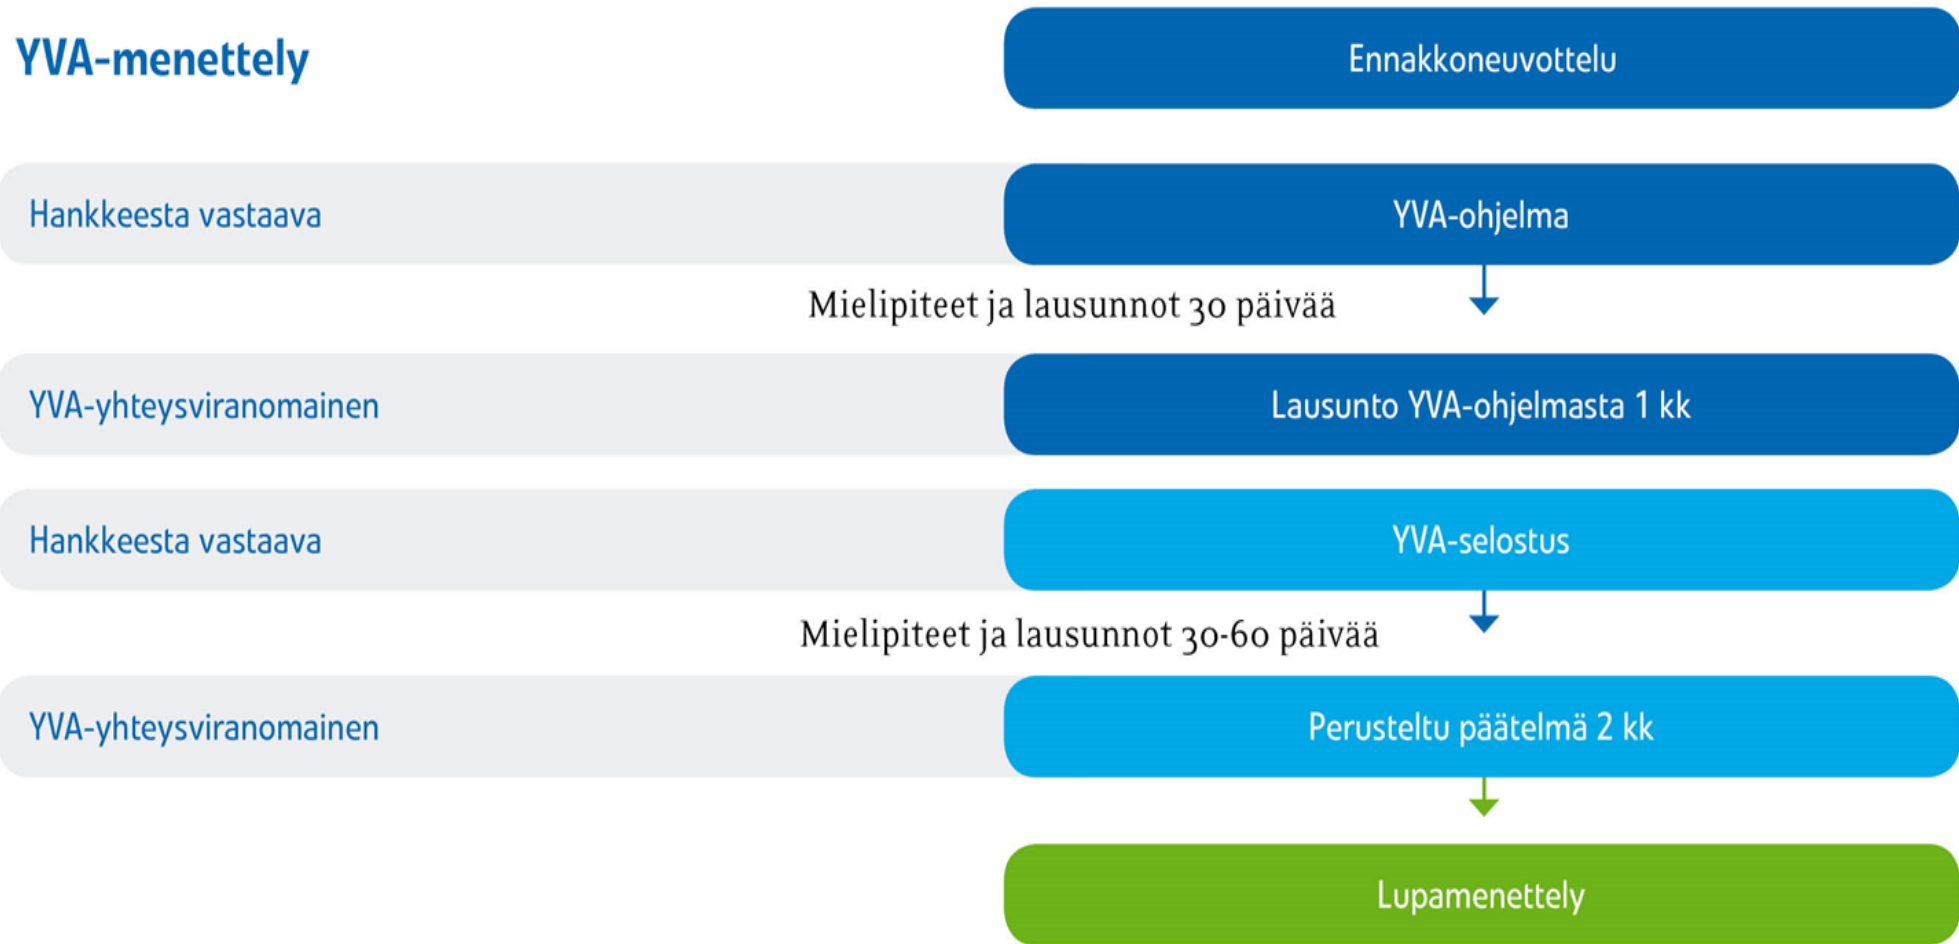 YVA-menettely
Ennakkoneuvottelu
Hankkeesta vastaava
YVA-ohjelma
Mielipiteet ja lausunnot 30 päivää
YVA-yhteysviranomainen
Lausunto YVA-ohjelmasta 1 kk
Hankkeesta vastaava
YVA-selostus
Mielipiteet ja lausunnot 30-60 päivää
YVA-yhteysviranomainen
Perusteltu päätelmä 2 kk
Lupamenettely